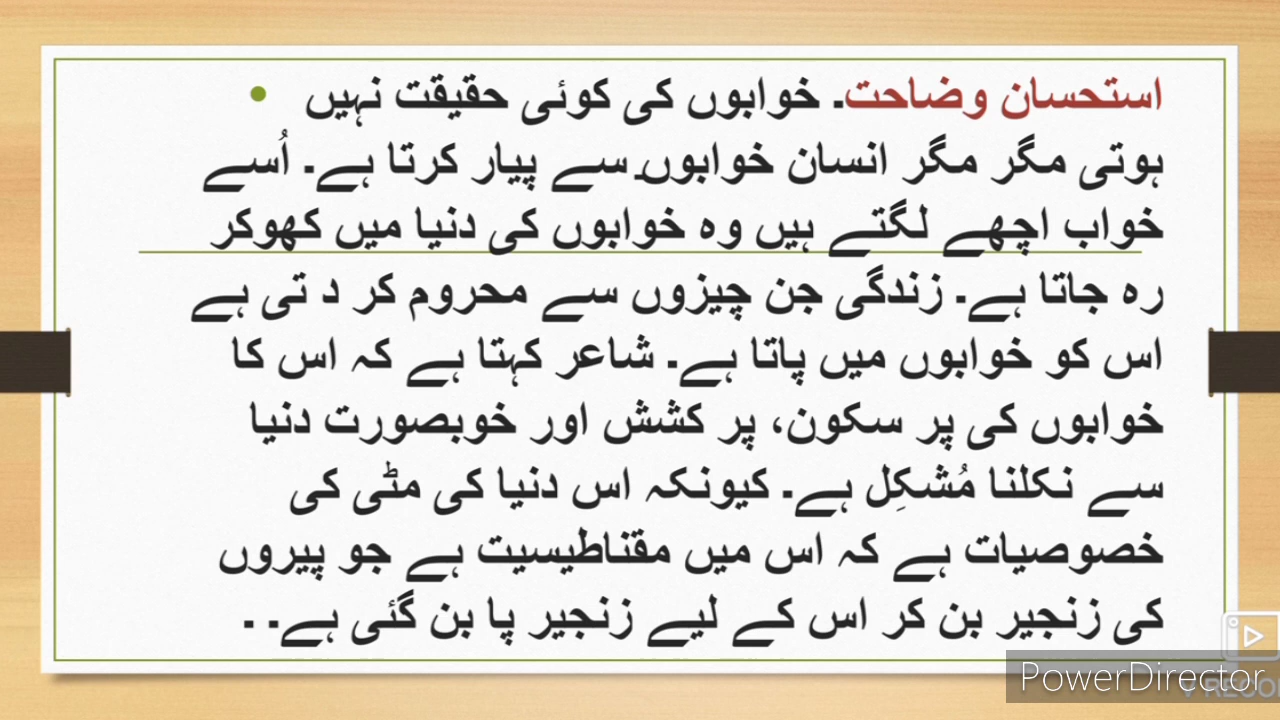 استحسان وضاحت۔ خوابوں کی کوئی حقیقت نہیں
ہوتی مگر مگر انسان خوابوں سے پیار کرتا ہے۔ اُسے
خواب اچھے لگتے ہیں وہ خوابوں کی دنیا میں کھوکر
رہ جاتا ہے۔ زندگی جن چیزوں سے محروم کر د تی ہے
اس کو خوابوں میں پاتا ہے۔ شاعر کہتا ہے کہ اس کا
خوابوں کی پر سکون، پر کشش اور خوبصورت دنیا
سے نکلنا مُشکِل ہے۔ کیونکہ اس دنیا کی مٹی کی
خصوصیات ہے کہ اس میں مقناطیسیت ہے جو پیروں
کی زنجیر بن کر اس کے لیے زنجیر پا بن گئی ہے۔ ۔
PowerDirector